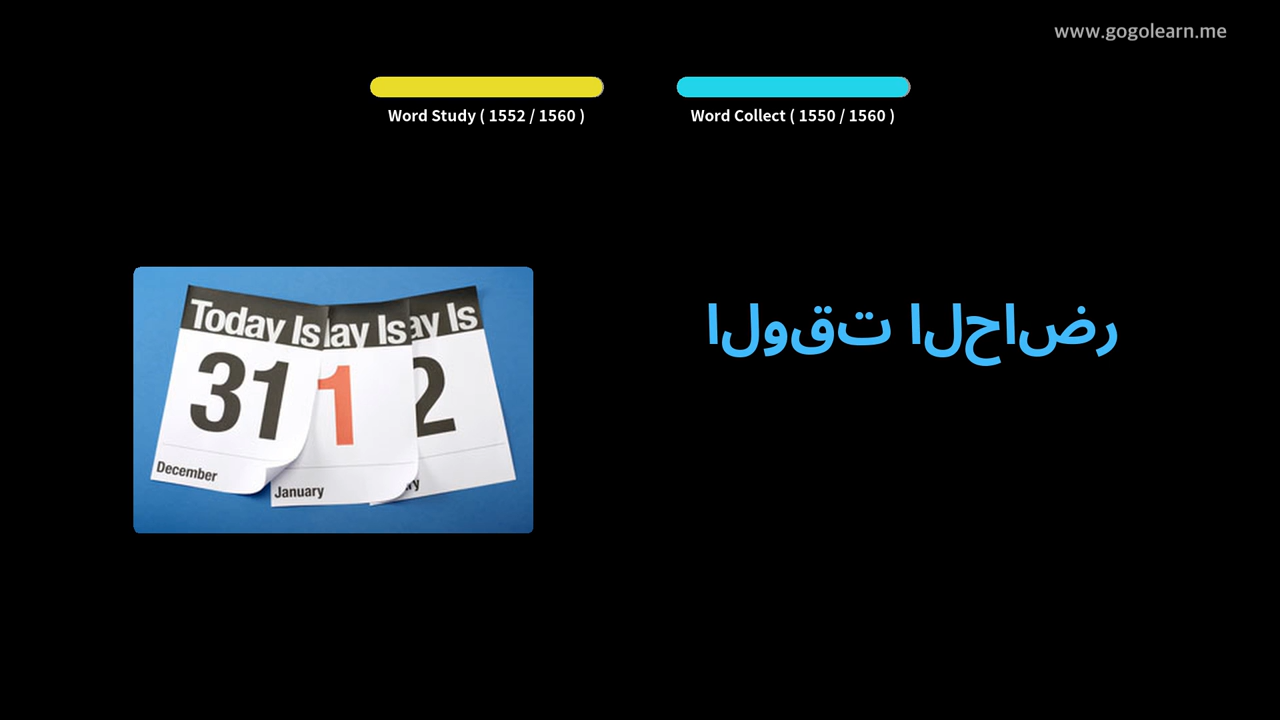 www.gogolearn.me
Word Study ( 1552 / 1560 )
Word Collect ( 1550 / 1560 )
الوقت الحاضر
Today Is
31
December
day Is
1
January
ay Is
2
ry